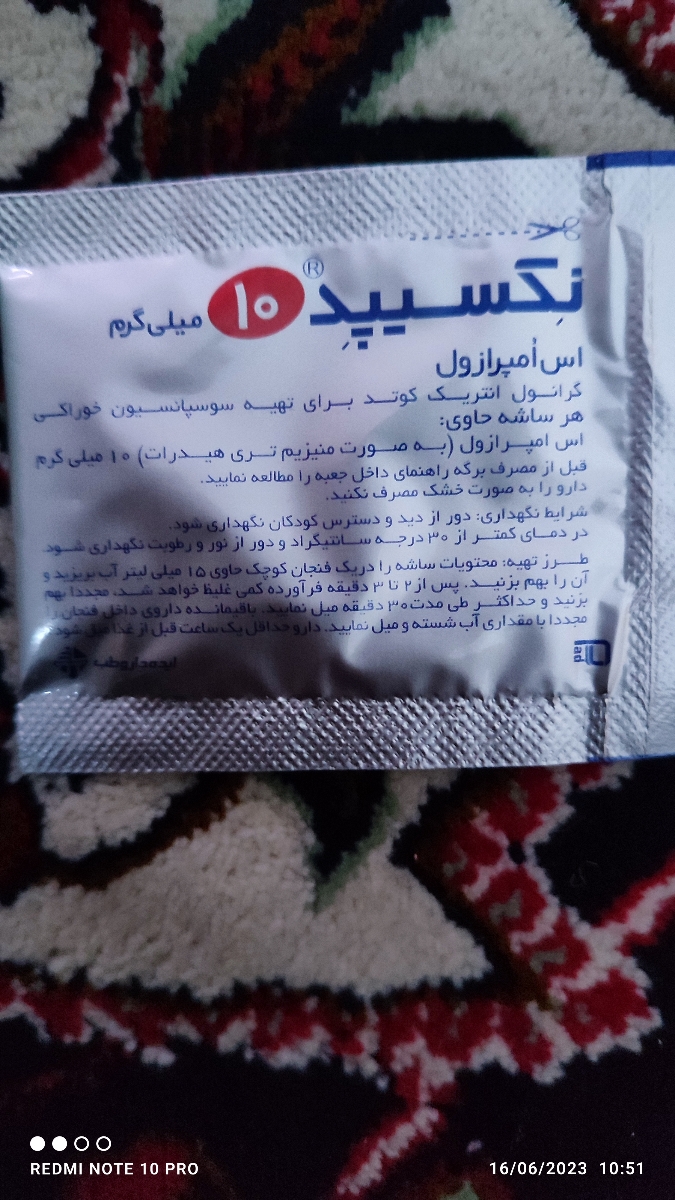 نِکسیپِد®
۱۰ میلی‌گرم
اس اُمپرازول
گرانول انتریک کوتد برای تهیه سوسپانسیون خوراکی
هر ساشه حاوی:
اس امپرازول (به صورت منیزیم تری هیدرات) ۱۰ میلی گرم
قبل از مصرف برگه راهنمای داخل جعبه را مطالعه نمایید.
دارو را به صورت خشک مصرف نکنید.
شرایط نگهداری: دور از دید و دسترس کودکان نگهداری شود.
در دمای کمتر از ۳۰ درجه سانتیگراد و دور از نور و رطوبت نگهداری شود.
طرز تهیه: محتویات ساشه را دریک فنجان کوچک حاوی ۱۵ میلی لیتر آب بریزید و
آن را بهم بزنید. پس از ۲ تا ۳ دقیقه فرآورده کمی غلیظ خواهد شد، مجددا بهم
بزنید و حداکثر طی مدت ۳۰ دقیقه میل نمایید. باقیمانده داروی داخل فنجان را
مجددا با مقداری آب شسته و میل نمایید. دارو حداقل یک ساعت قبل از غذا میل شود.
ایده‌دارو طب
iad
REDMI NOTE 10 PRO
16/06/2023 10:51